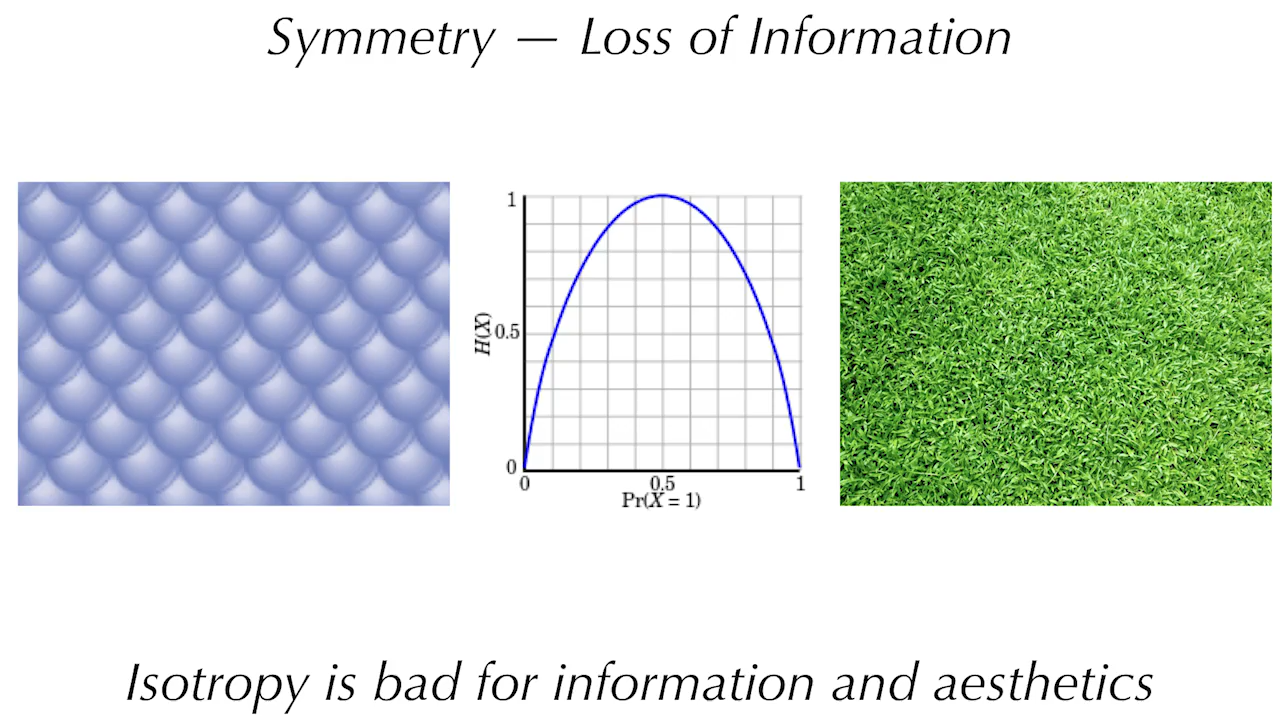 Symmetry — Loss of Information
1
H(X)
0.5
0
0
0.5
1
Pr(X = 1)
Isotropy is bad for information and aesthetics